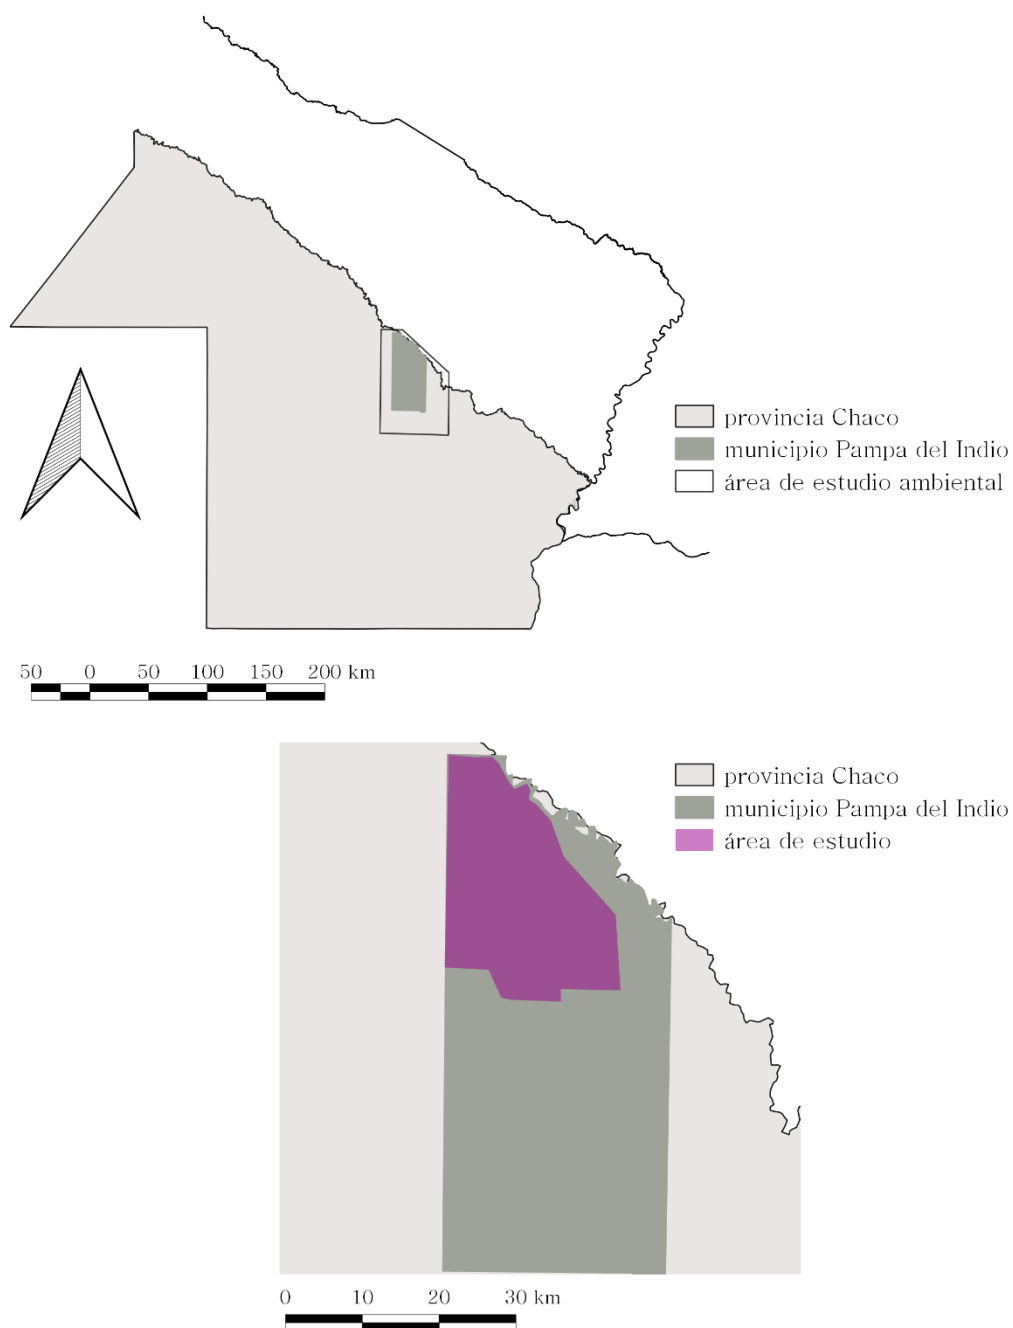 provincia Chaco
municipio Pampa del Indio
área de estudio ambiental
50 0 50 100 150 200 km
provincia Chaco
municipio Pampa del Indio
área de estudio
0 10 20 30 km